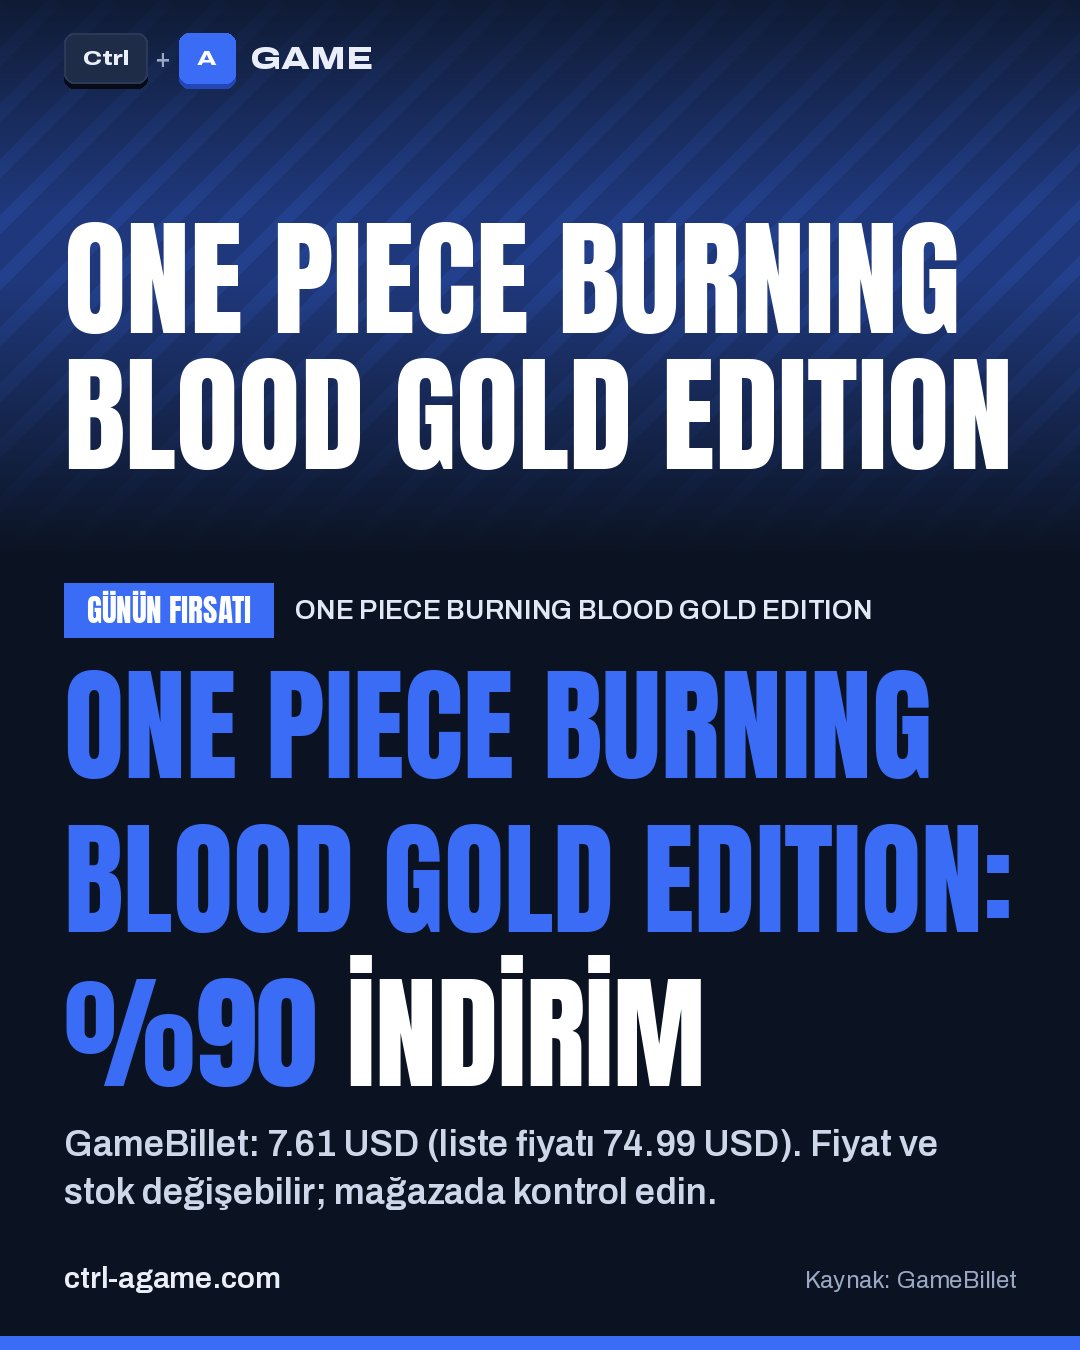 Ctrl + A GAME
ONE PIECE BURNING
BLOOD GOLD EDITION
GÜNÜN FIRSATI ONE PIECE BURNING BLOOD GOLD EDITION
ONE PIECE BURNING
BLOOD GOLD EDITION:
%90 İNDİRİM
GameBillet: 7.61 USD (liste fiyatı 74.99 USD). Fiyat ve
stok değişebilir; mağazada kontrol edin.
ctrl-agame.com Kaynak: GameBillet